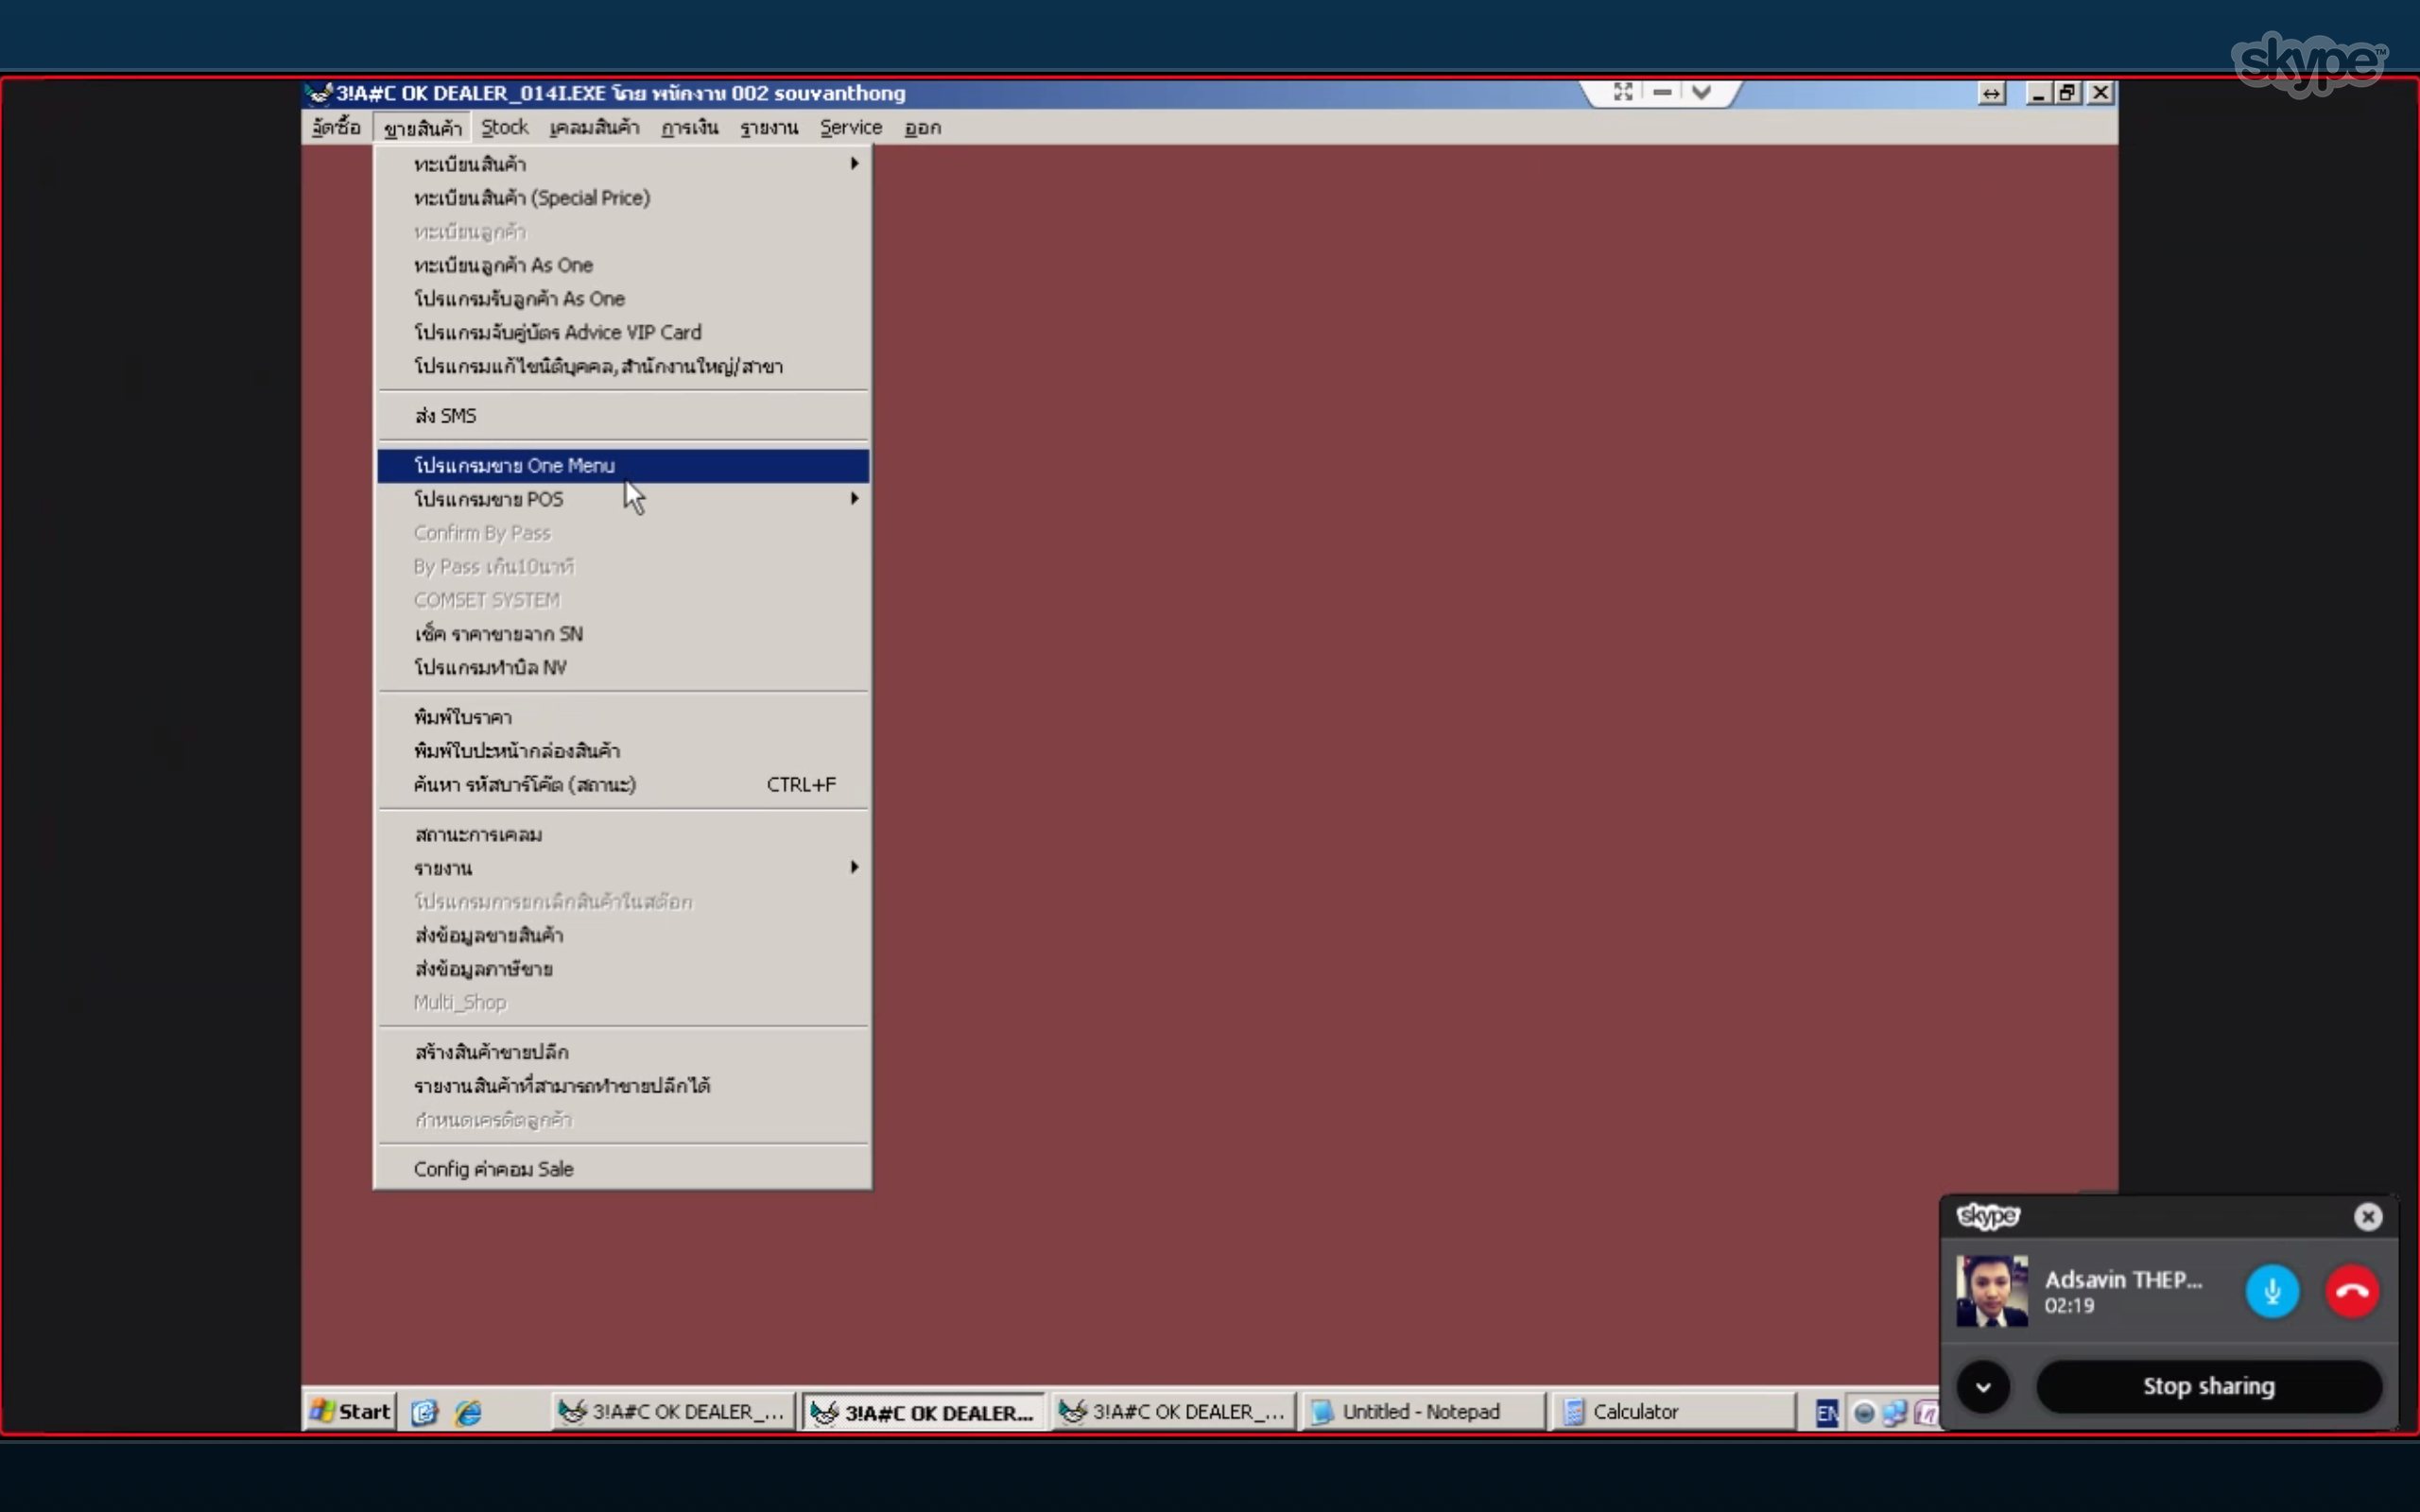 skype™
3!A#C OK DEALER_014I.EXE โดย พนักงาน 002 souvanthong
จัดซื้อ ขายสินค้า Stock เคลมสินค้า การเงิน รายงาน Service ออก
ทะเบียนสินค้า
ทะเบียนสินค้า (Special Price)
ทะเบียนลูกค้า
ทะเบียนลูกค้า As One
โปรแกรมรับลูกค้า As One
โปรแกรมจับคู่บัตร Advice VIP Card
โปรแกรมแก้ไขนิติบุคคล,สำนักงานใหญ่/สาขา
ส่ง SMS
โปรแกรมขาย One Menu
โปรแกรมขาย POS
Confirm By Pass
By Pass เกิน10นาที
COMSET SYSTEM
เช็ค ราคาขายจาก SN
โปรแกรมทำบิล NV
พิมพ์ใบราคา
พิมพ์ใบปะหน้ากล่องสินค้า
ค้นหา รหัสบาร์โค๊ต (สถานะ) CTRL+F
สถานะการเคลม
รายงาน
โปรแกรมการยกเลิกสินค้าในสต๊อก
ส่งข้อมูลขายสินค้า
ส่งข้อมูลภาษีขาย
Multi_Shop
สร้างสินค้าขายปลีก
รายงานสินค้าที่สามารถทำขายปลีกได้
กำหนดเครดิตลูกค้า
Config ค่าคอม Sale
skype
Adsavin THEP...
02:19
Stop sharing
Start 3!A#C OK DEALER_... 3!A#C OK DEALER... 3!A#C OK DEALER_... Untitled - Notepad Calculator EN